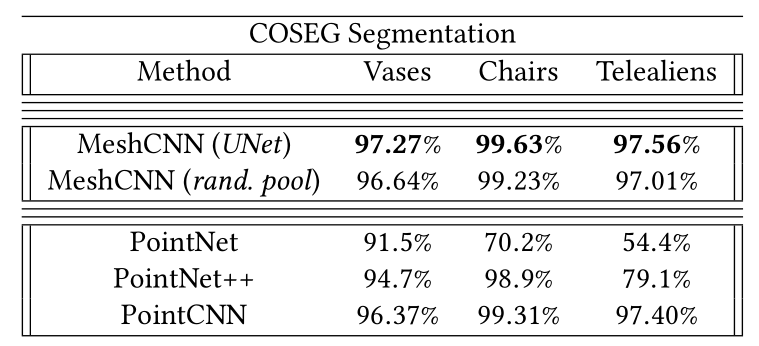 COSEG Segmentation
Method Vases Chairs Telealiens
MeshCNN (UNet) 97.27% 99.63% 97.56%
MeshCNN (rand. pool) 96.64% 99.23% 97.01%
PointNet 91.5% 70.2% 54.4%
PointNet++ 94.7% 98.9% 79.1%
PointCNN 96.37% 99.31% 97.40%